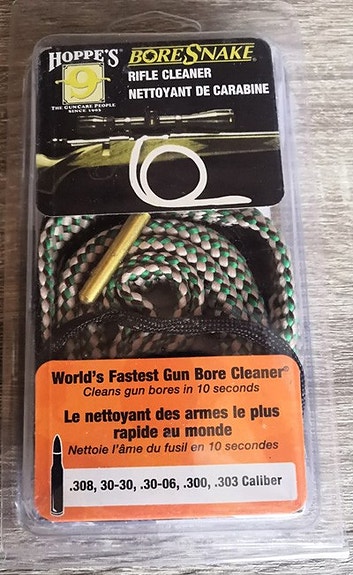 HOPPE'S
9
THE GUNCARE PEOPLE
SINCE 1903
BORESNAKE®
RIFLE CLEANER
NETTOYANT DE CARABINE
World's Fastest Gun Bore Cleaner®
Cleans gun bores in 10 seconds
Le nettoyant des armes le plus
rapide au monde
Nettoie l'âme du fusil en 10 secondes
.308, 30-30, .30-06, .300, .303 Caliber